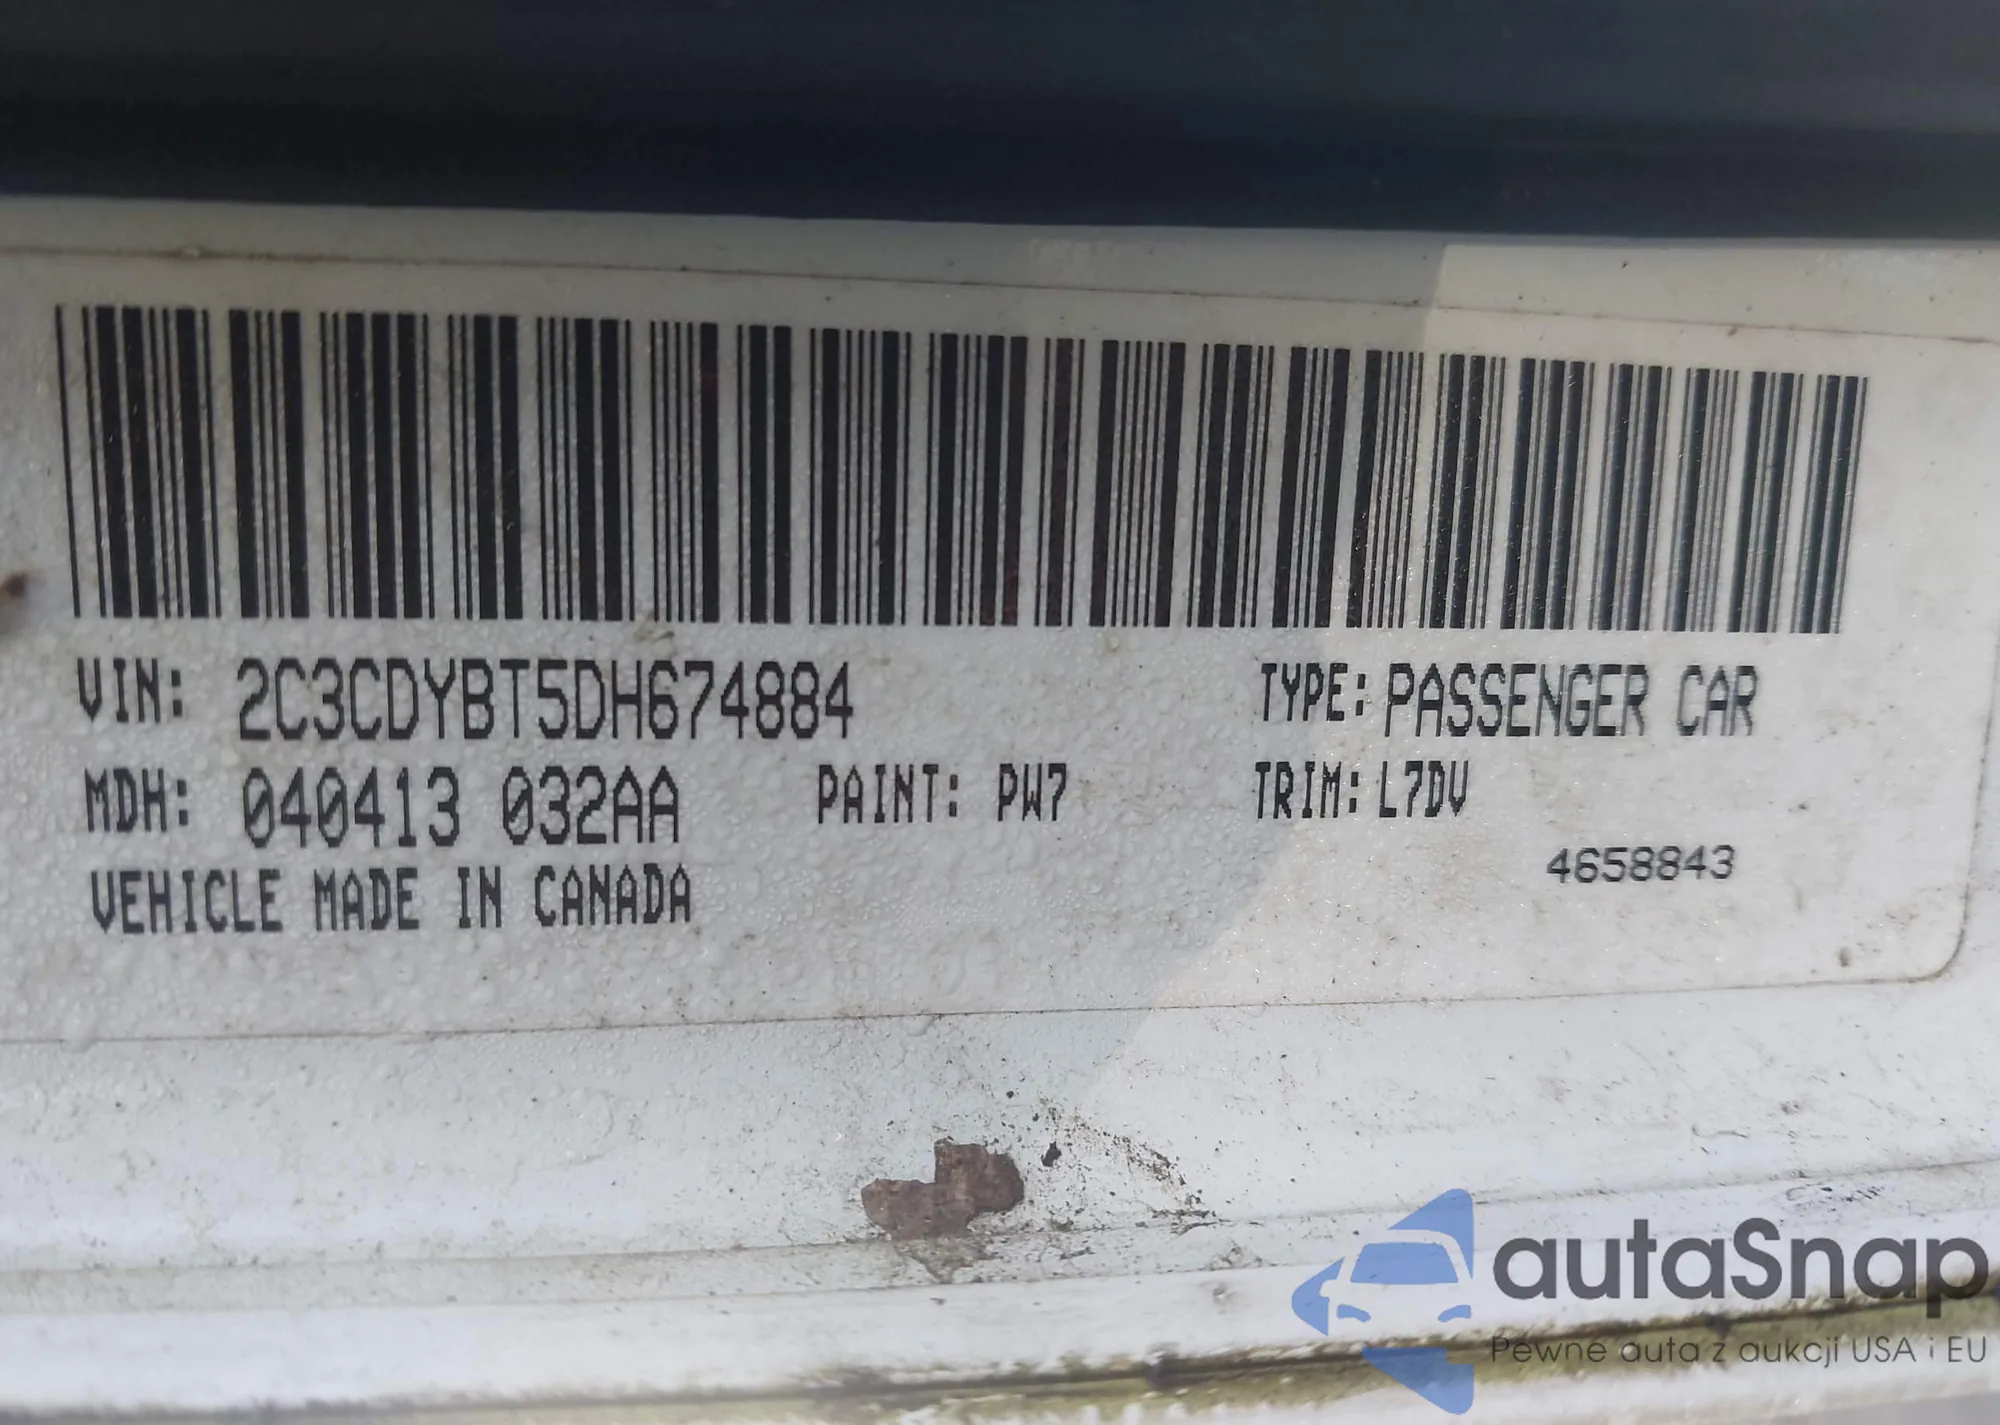 VIN: 2C3CDYBT5DH674884 TYPE: PASSENGER CAR
MDH: 040413 032AA PAINT: PW7 TRIM: L7DV
4658843
VEHICLE MADE IN CANADA
autaSnap
Pewne auta z aukcji USA i EU